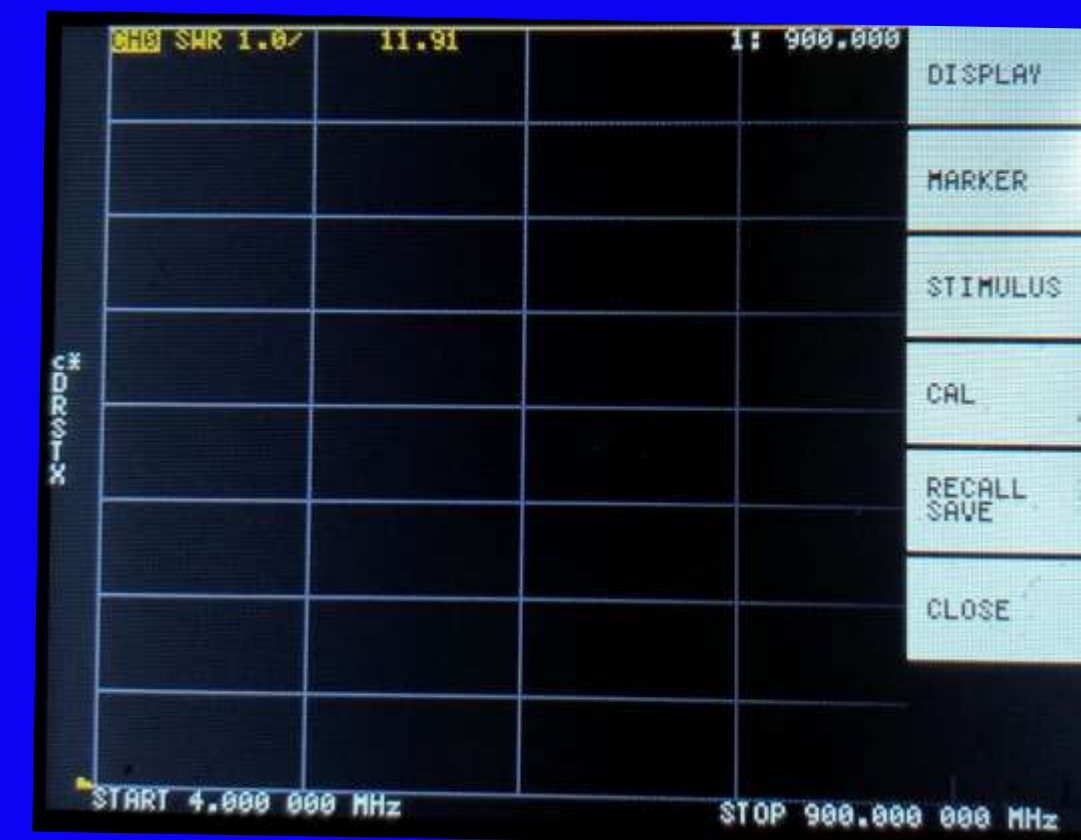 CH0 SWR 1.0/ 11.91 1: 900.000
DISPLAY
MARKER
STIMULUS
CAL
RECALL
SAVE
CLOSE
C*
D
R
S
T
X
START 4.000 000 MHz STOP 900.000 000 MHz